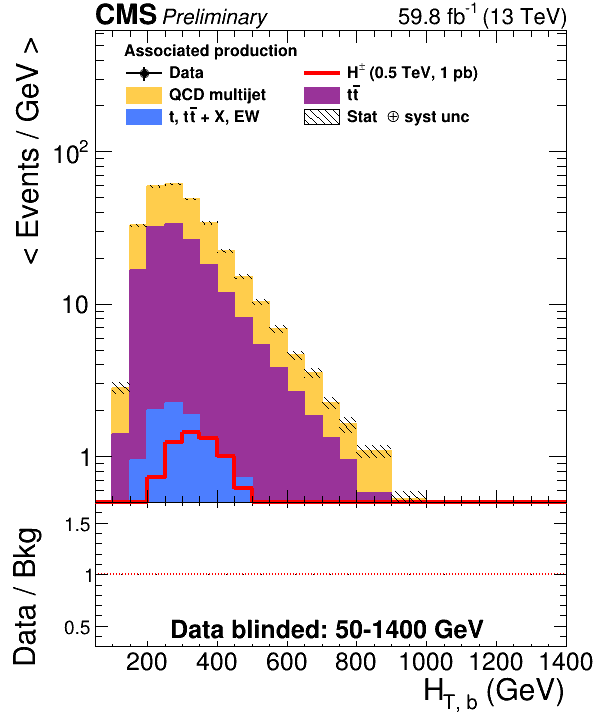 CMS Preliminary 59.8 fb⁻¹ (13 TeV)
Associated production
Data
H± (0.5 TeV, 1 pb)
QCD multijet
tt̄
t, tt̄ + X, EW
Stat ⊕ syst unc
< Events / GeV >
10²
10
1
Data / Bkg
1.5
1
0.5
Data blinded: 50-1400 GeV
200 400 600 800 1000 1200 1400
H_T, b (GeV)